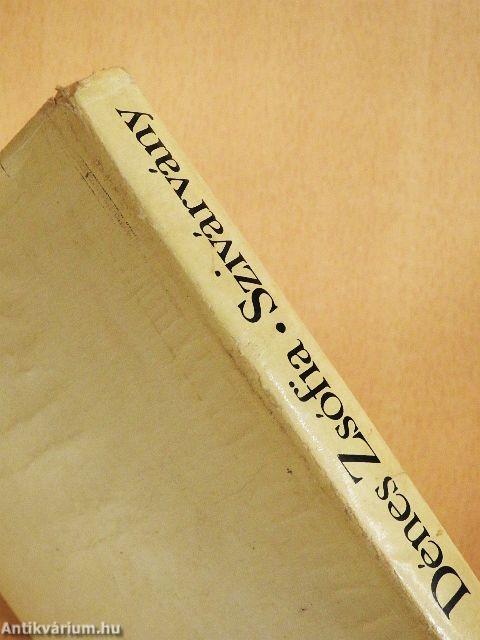 Dénes Zsófia • Szivárvány
Antikvárium.hu